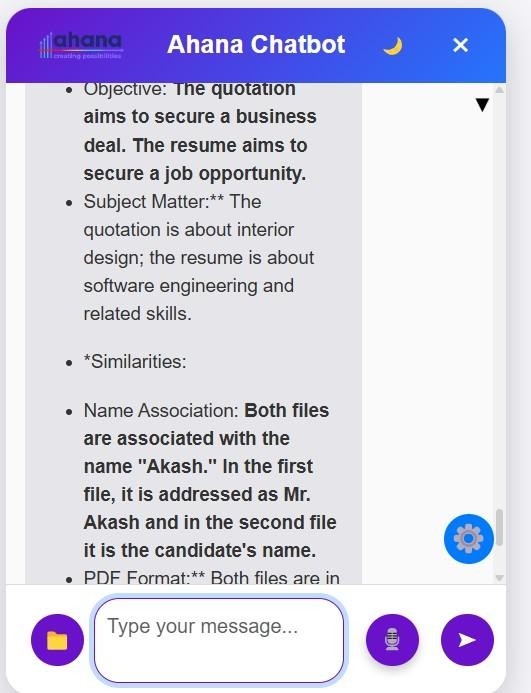 ahana
creating possibilities
Ahana Chatbot
• Objective: The quotation
aims to secure a business
deal. The resume aims to
secure a job opportunity.
• Subject Matter:** The
quotation is about interior
design; the resume is about
software engineering and
related skills.
• *Similarities:
• Name Association: Both files
are associated with the
name "Akash." In the first
file, it is addressed as Mr.
Akash and in the second file
it is the candidate's name.
• PDF Format:** Both files are in
Type your message...